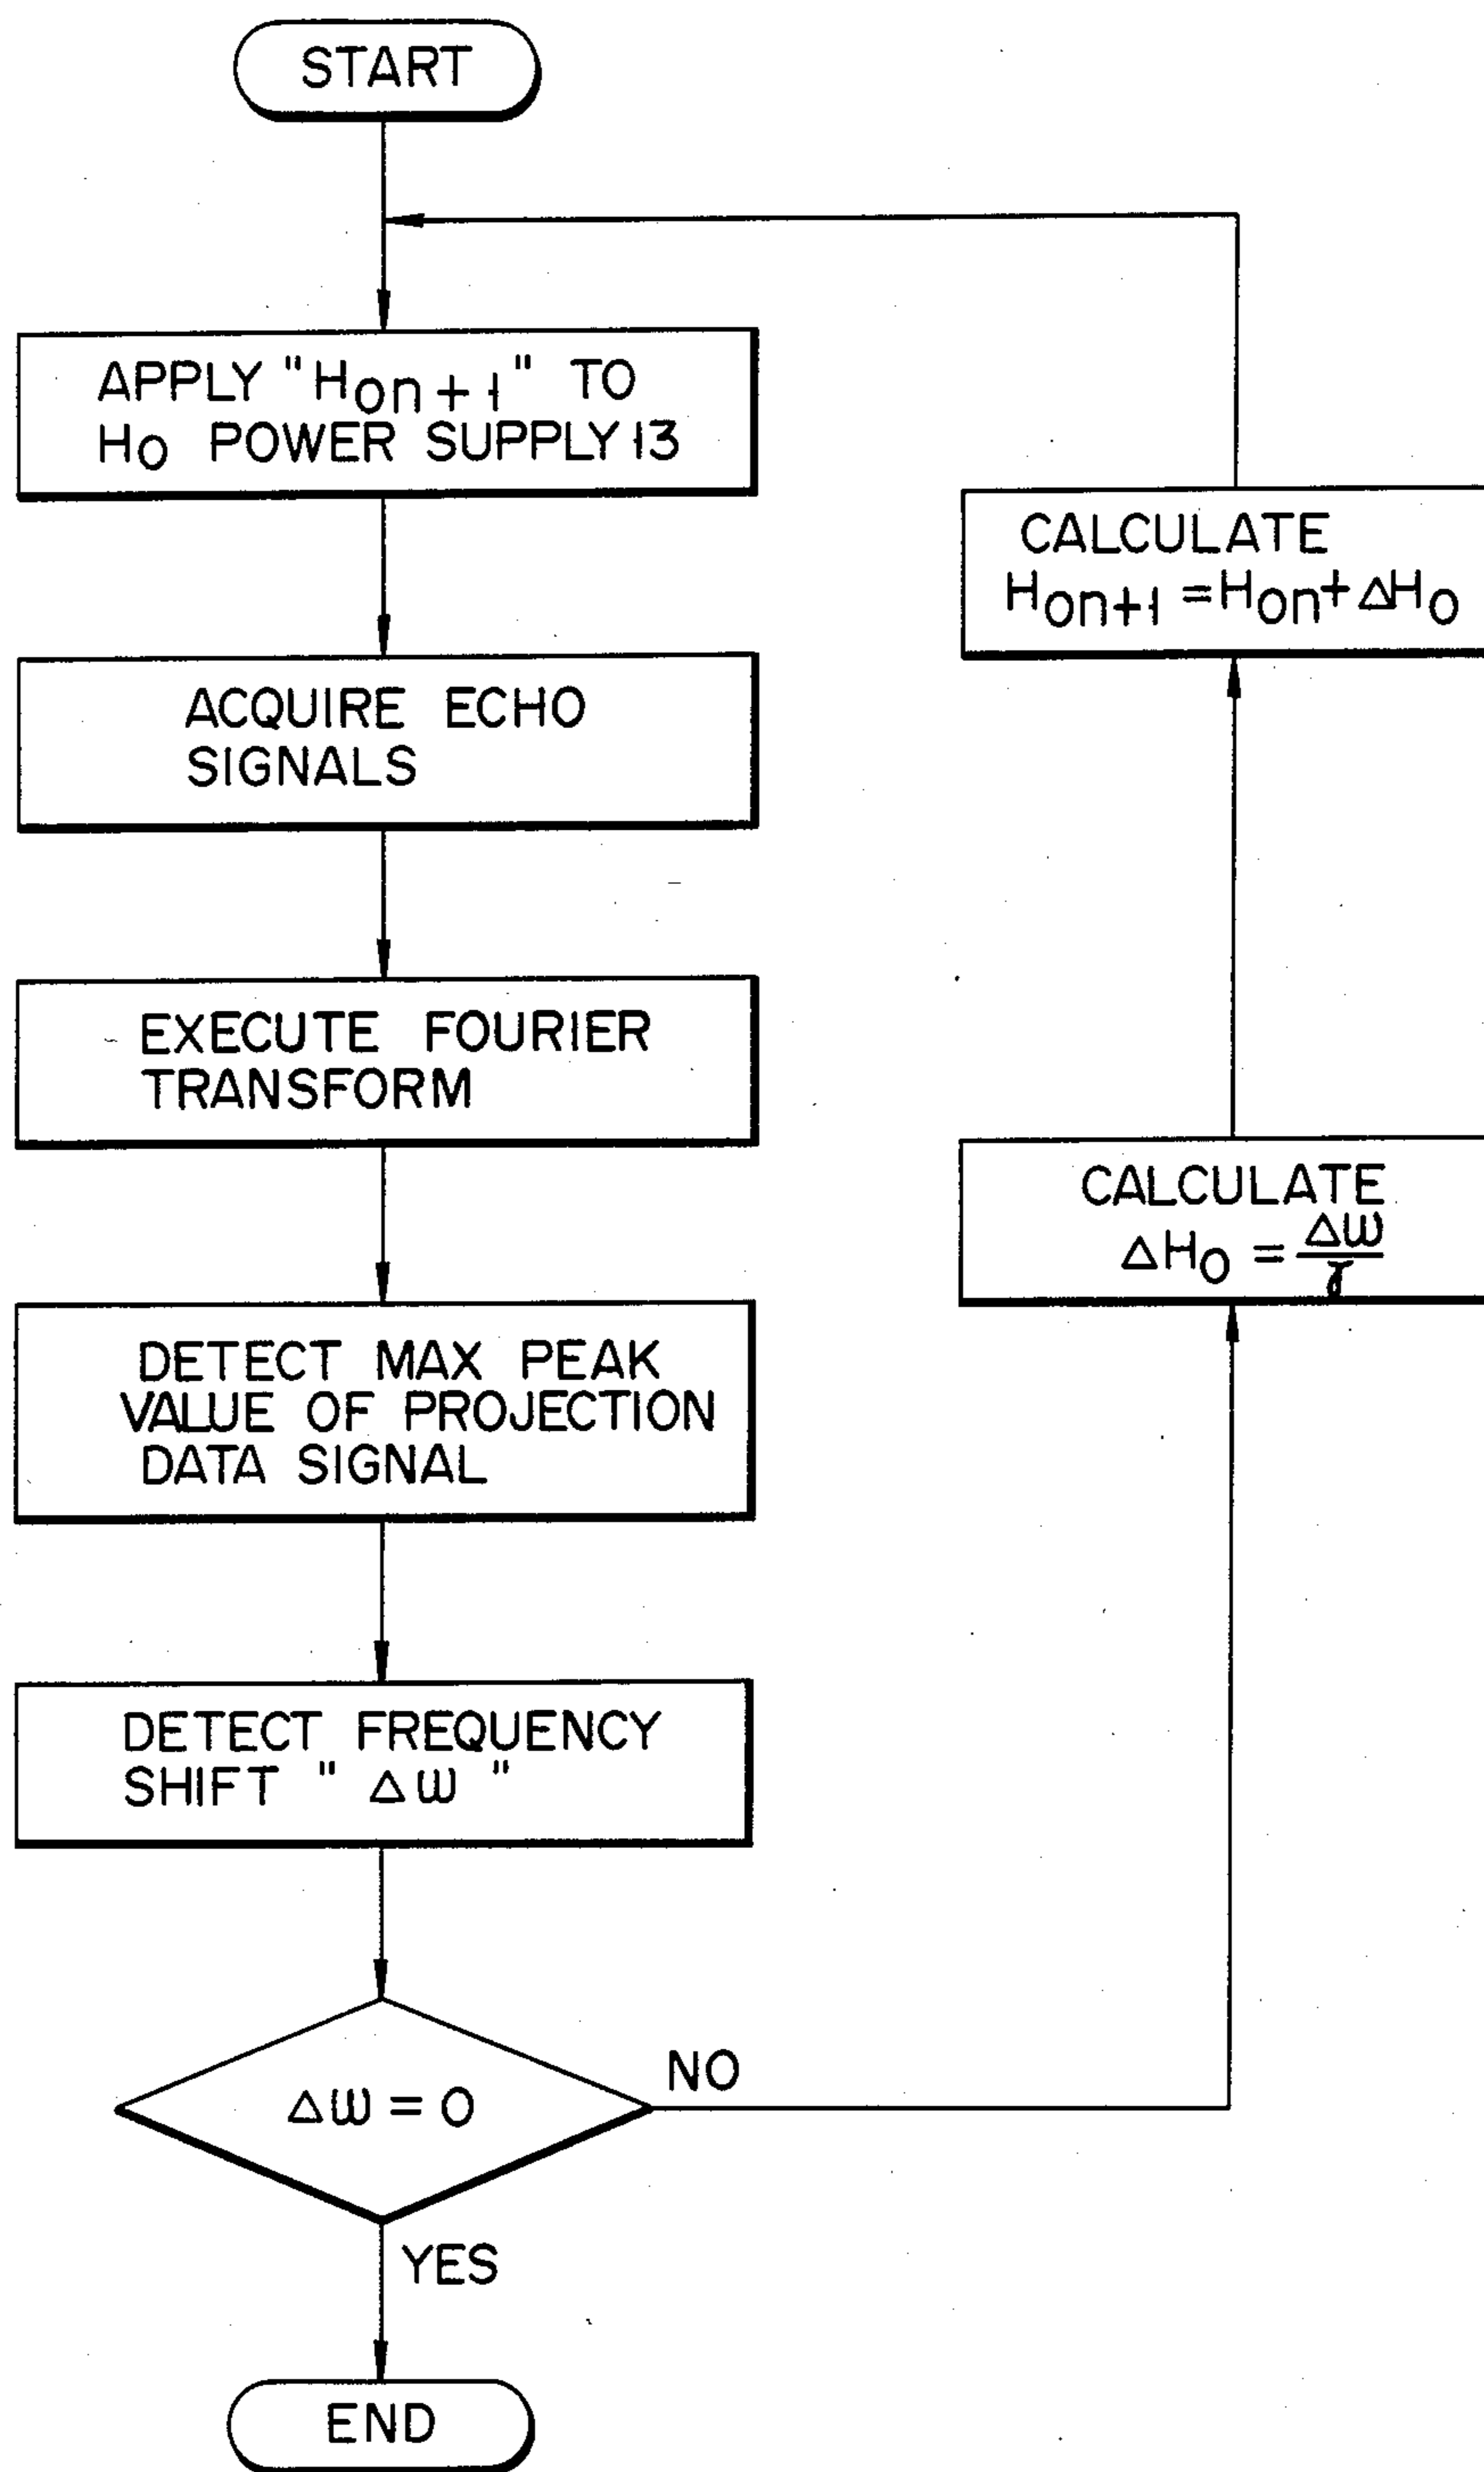 START
APPLY "Hon+1" TO
Ho POWER SUPPLY 13
ACQUIRE ECHO
SIGNALS
EXECUTE FOURIER
TRANSFORM
DETECT MAX PEAK
VALUE OF PROJECTION
DATA SIGNAL
DETECT FREQUENCY
SHIFT " Δω "
Δω = 0
NO
YES
END
CALCULATE
ΔHo = Δω/γ
CALCULATE
Hon+1 = Hon + ΔHo